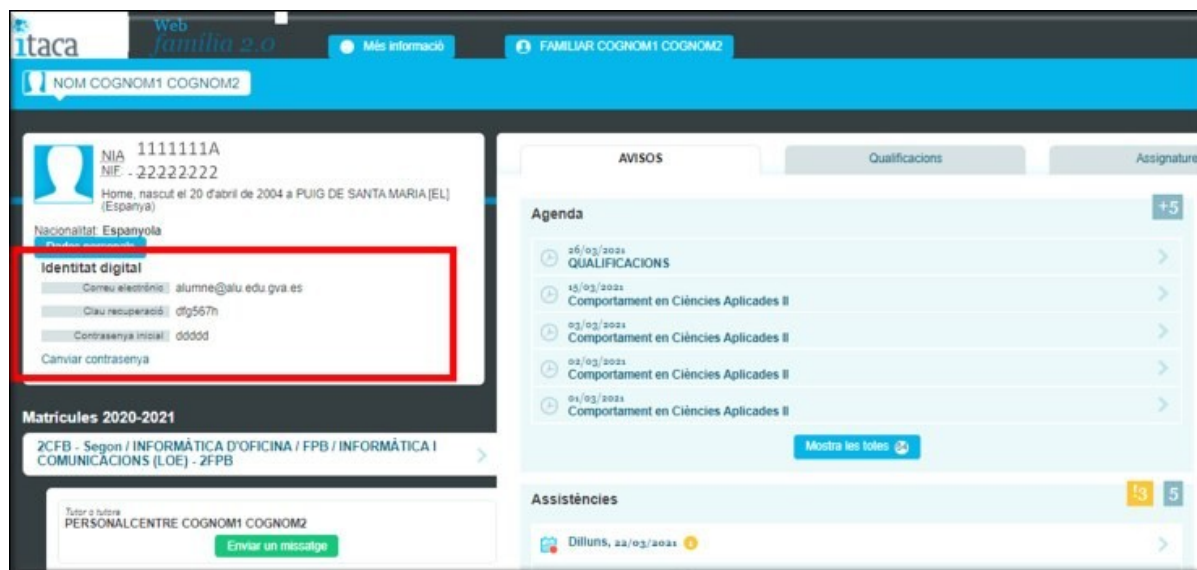 itaca
Web
família 2.0
Més informació
FAMILIAR COGNOM1 COGNOM2
NOM COGNOM1 COGNOM2
NIA 1111111A
NIF. - 22222222
Home, nascut el 20 d'abril de 2004 a PUIG DE SANTA MARIA [EL]
(Espanya)
Nacionalitat: Espanyola
Dades personals
Identitat digital
Correu electrònic alumne@alu.edu.gva.es
Clau recuperació dfg567h
Contrasenya inicial ddddd
Canviar contrasenya
Matrícules 2020-2021
2CFB - Segon / INFORMÀTICA D'OFICINA / FPB / INFORMÀTICA I
COMUNICACIONS (LOE) - 2FPB
Tutor o tutora
PERSONALCENTRE COGNOM1 COGNOM2
Enviar un missatge
AVISOS
Qualificacions
Assignature
Agenda
+5
26/03/2021
QUALIFICACIONS
15/03/2021
Comportament en Ciències Aplicades II
03/03/2021
Comportament en Ciències Aplicades II
02/03/2021
Comportament en Ciències Aplicades II
01/03/2021
Comportament en Ciències Aplicades II
Mostra les totes
Assistències
!3 5
Dilluns, 22/03/2021